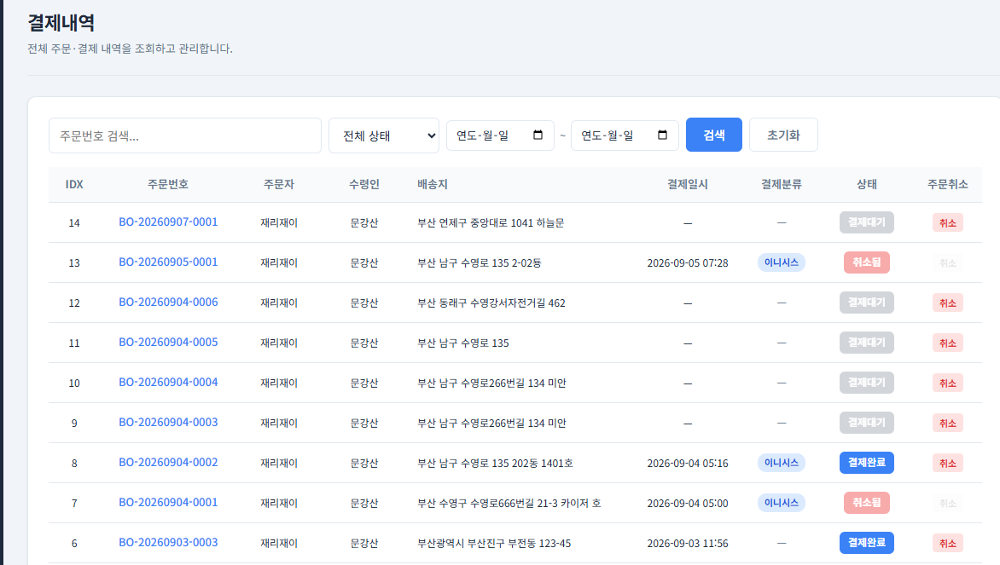 결제내역
전체 주문·결제 내역을 조회하고 관리합니다.
주문번호 검색... 전체 상태 연도-월-일 ~ 연도-월-일 검색 초기화
IDX 주문번호 주문자 수령인 배송지 결제일시 결제분류 상태 주문취소
14 BO-20260907-0001 재리재이 문강산 부산 연제구 중앙대로 1041 하늘문 — — 결제대기 취소
13 BO-20260905-0001 재리재이 문강산 부산 남구 수영로 135 2-02동 2026-09-05 07:28 이니시스 취소됨 취소
12 BO-20260904-0006 재리재이 문강산 부산 동래구 수영강서자전거길 462 — — 결제대기 취소
11 BO-20260904-0005 재리재이 문강산 부산 남구 수영로 135 — — 결제대기 취소
10 BO-20260904-0004 재리재이 문강산 부산 남구 수영로266번길 134 미안 — — 결제대기 취소
9 BO-20260904-0003 재리재이 문강산 부산 남구 수영로266번길 134 미안 — — 결제대기 취소
8 BO-20260904-0002 재리재이 문강산 부산 남구 수영로 135 202동 1401호 2026-09-04 05:16 이니시스 결제완료 취소
7 BO-20260904-0001 재리재이 문강산 부산 수영구 수영로666번길 21-3 카이저 호 2026-09-04 05:00 이니시스 취소됨 취소
6 BO-20260903-0003 재리재이 문강산 부산광역시 부산진구 부전동 123-45 2026-09-03 11:56 — 결제완료 취소